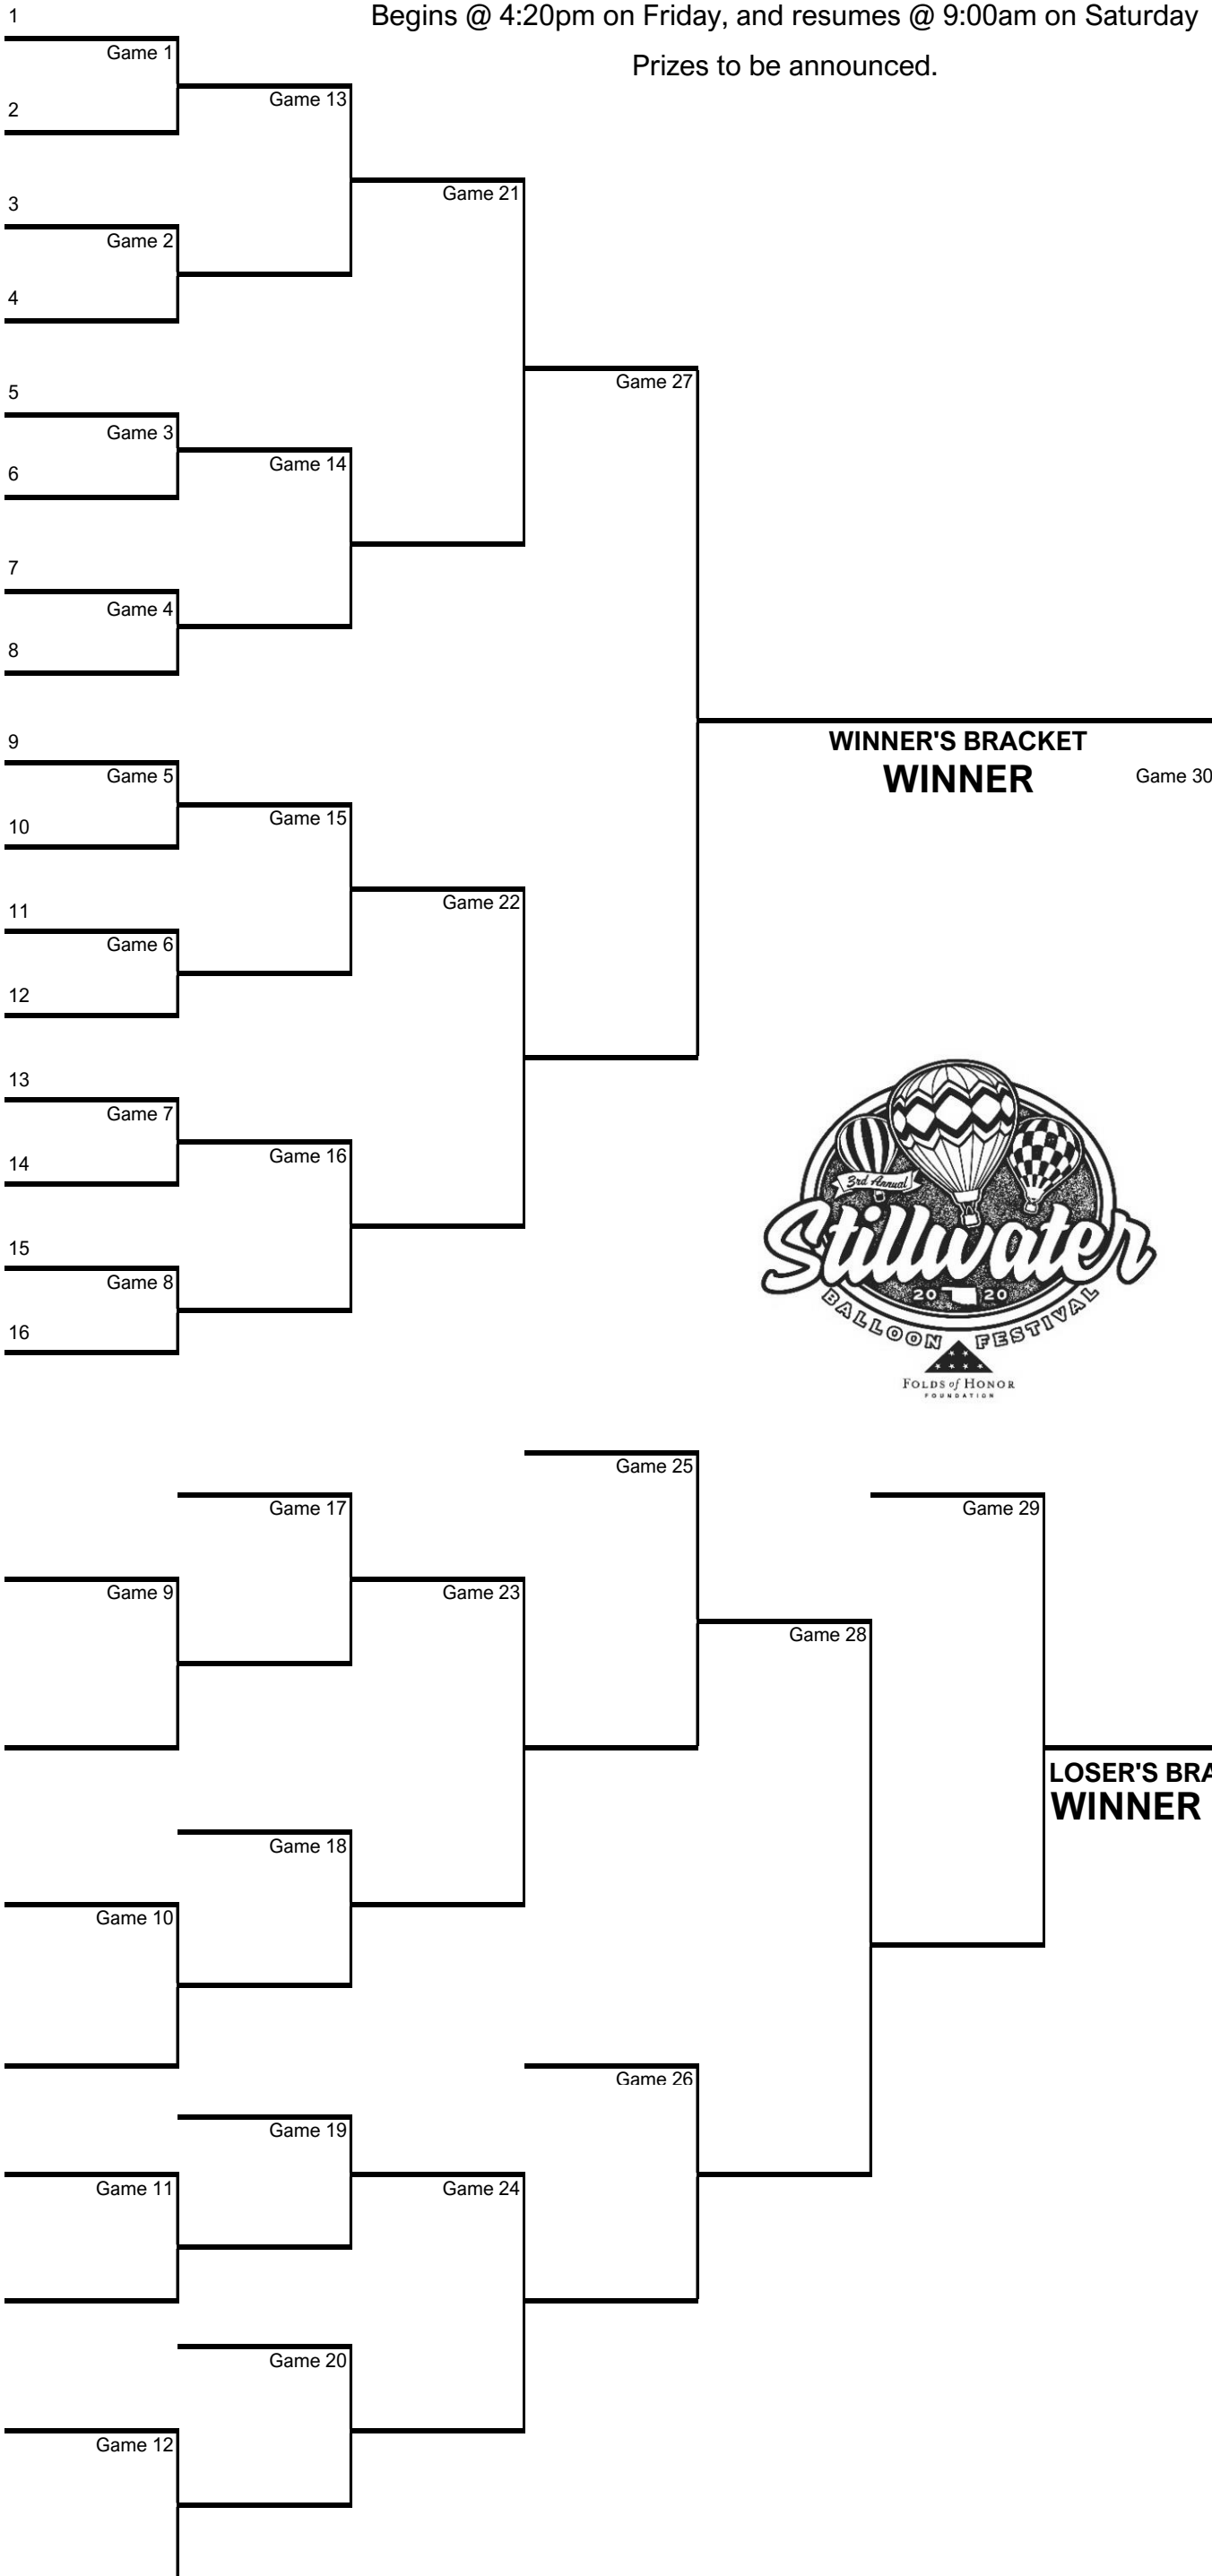 Begins @ 4:20pm on Friday, and resumes @ 9:00am on Saturday
Prizes to be announced.
1
Game 1
Game 13
2
Game 21
3
Game 2
4
Game 27
5
Game 3
Game 14
6
7
Game 4
8
WINNER'S BRACKET
WINNER
Game 30
9
Game 5
Game 15
10
Game 22
11
Game 6
12
13
Game 7
Game 16
14
15
Game 8
16
3rd Annual
Stillwater
20 20
BALLOON FESTIVAL
FOLDS of HONOR
FOUNDATION
Game 25
Game 17
Game 29
Game 9
Game 23
Game 28
LOSER'S BRA
WINNER
Game 18
Game 10
Game 26
Game 19
Game 11
Game 24
Game 20
Game 12